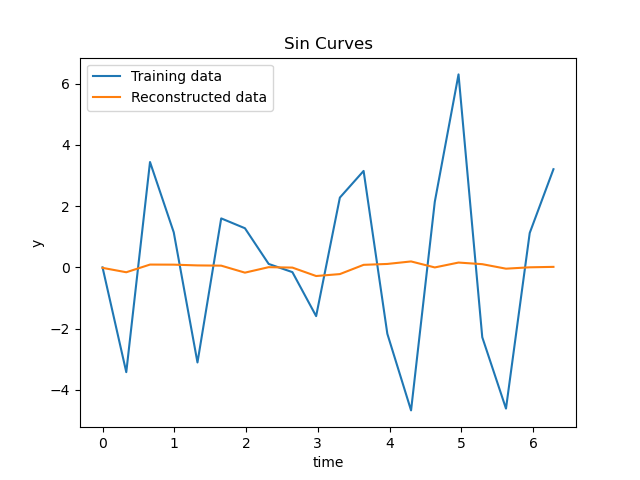 Sin Curves
Training data
Reconstructed data
6
4
2
0
−2
−4
y
0 1 2 3 4 5 6
time